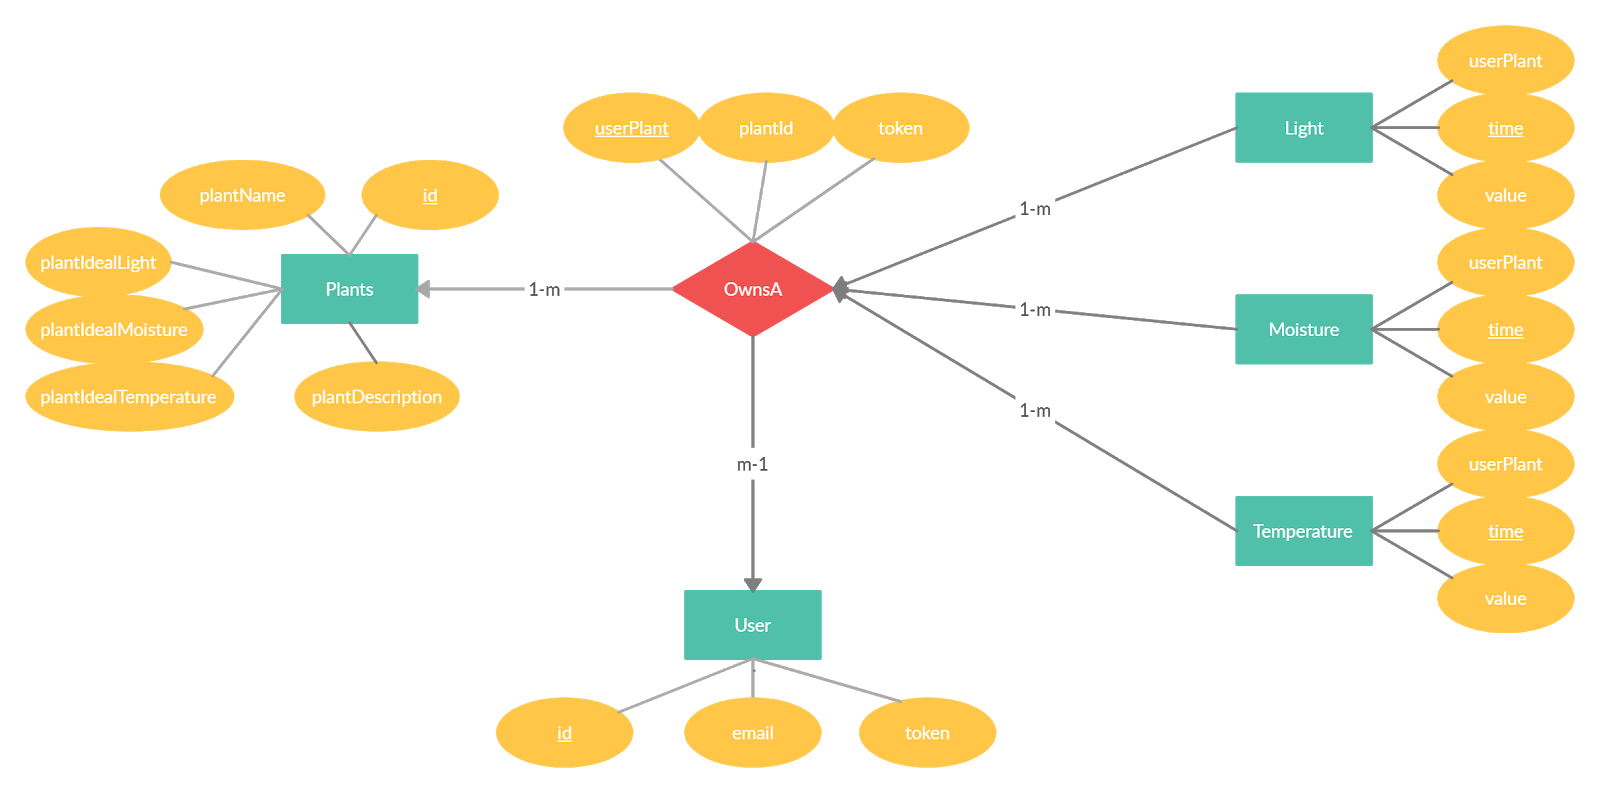 userPlant
Light
time
value
userPlant
plantId
token
plantName
id
1-m
plantIdealLight
plantIdealMoisture
plantIdealTemperature
Plants
plantDescription
1-m
OwnsA
1-m
userPlant
Moisture
time
value
1-m
m-1
userPlant
Temperature
time
value
User
id
email
token